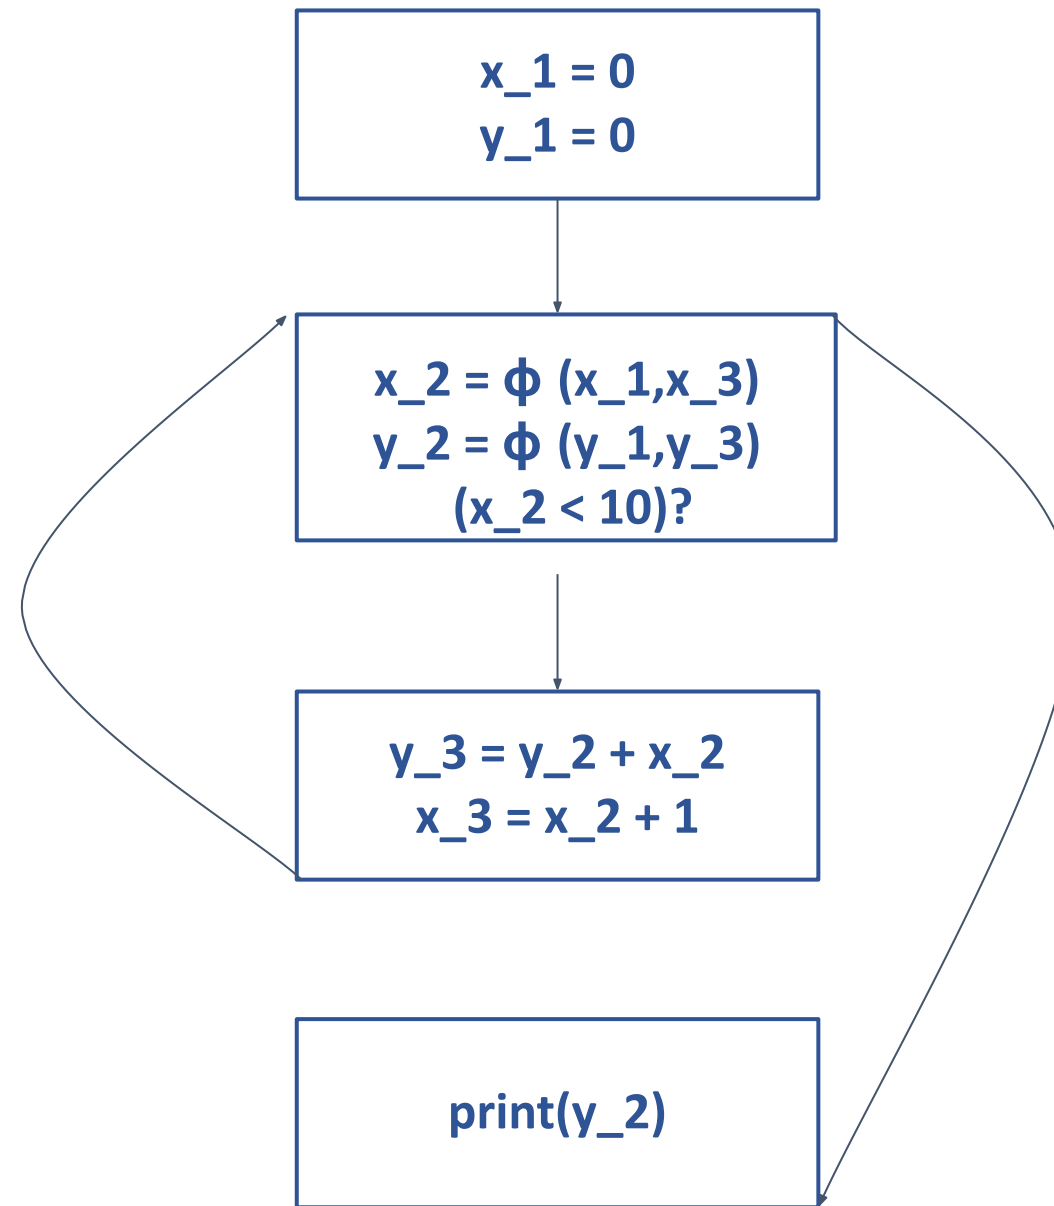 x_1 = 0
y_1 = 0
x_2 = ϕ (x_1,x_3)
y_2 = ϕ (y_1,y_3)
(x_2 < 10)?
y_3 = y_2 + x_2
x_3 = x_2 + 1
print(y_2)